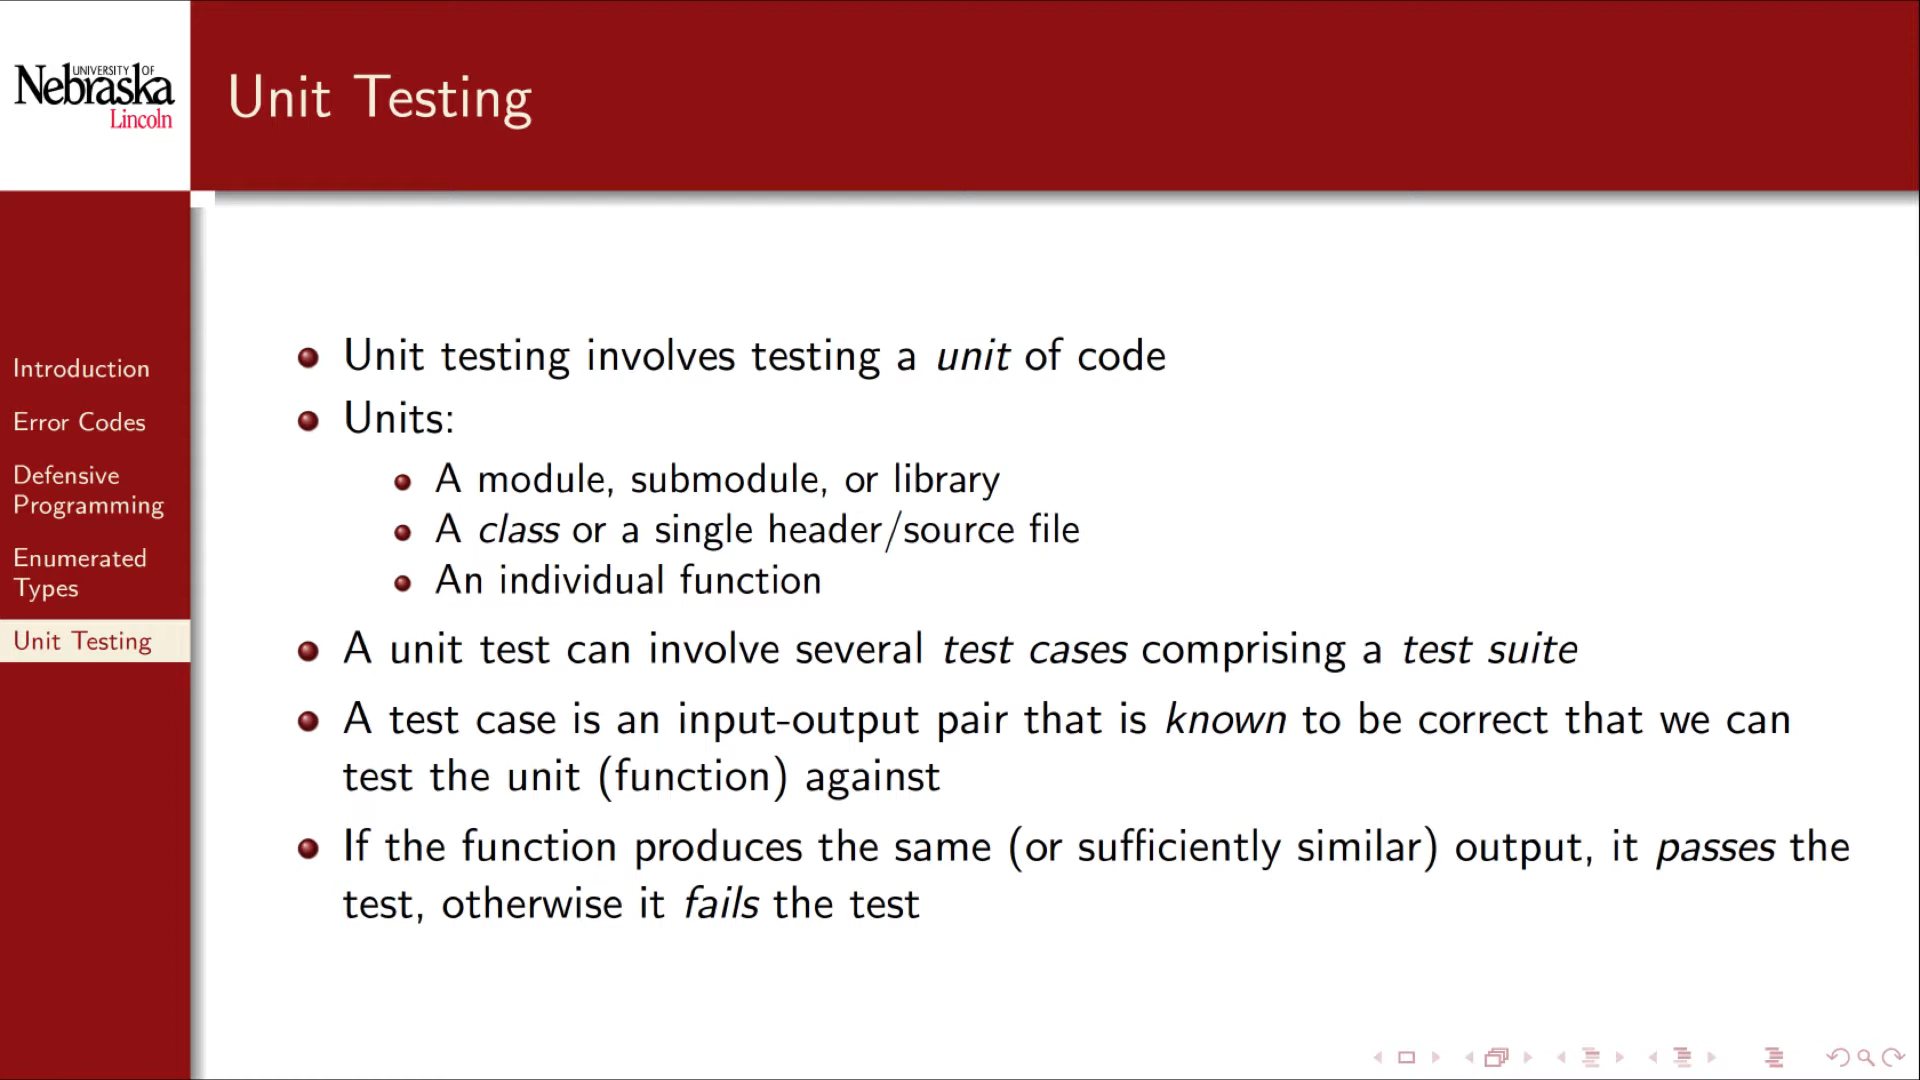 UNIVERSITY OF
Nebraska
Lincoln
Unit Testing
Introduction
Error Codes
Defensive
Programming
Enumerated
Types
Unit Testing
Unit testing involves testing a unit of code
Units:
A module, submodule, or library
A class or a single header/source file
An individual function
A unit test can involve several test cases comprising a test suite
A test case is an input-output pair that is known to be correct that we can
test the unit (function) against
If the function produces the same (or sufficiently similar) output, it passes the
test, otherwise it fails the test